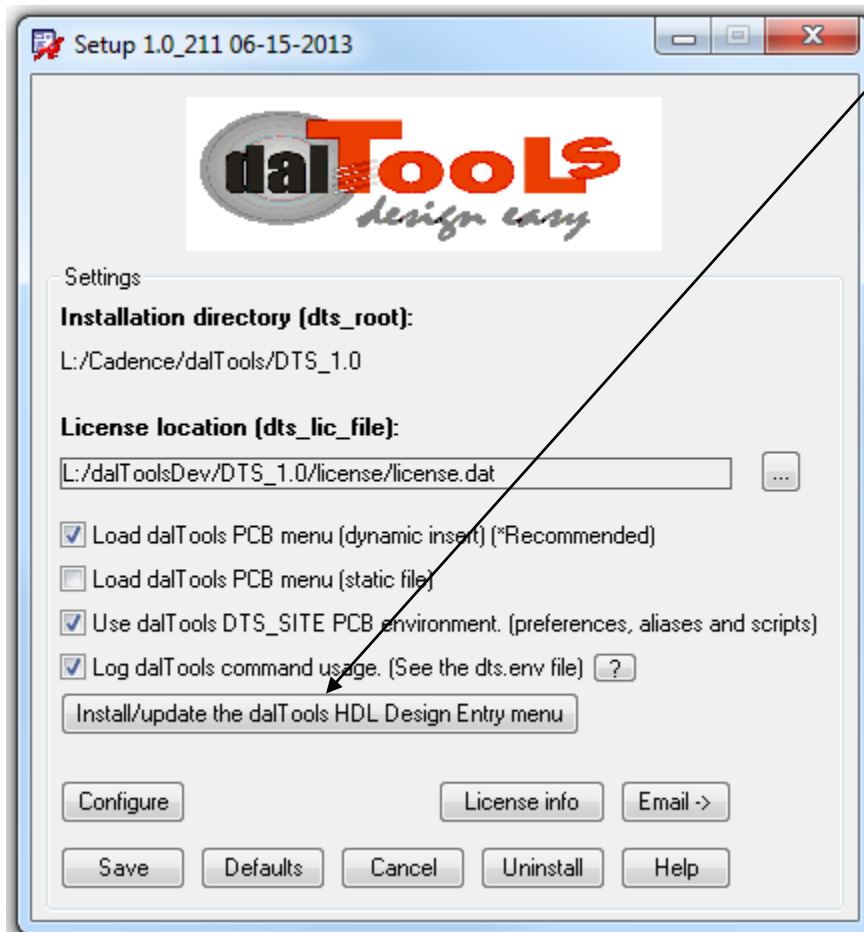 Setup 1.0_211 06-15-2013
dalTooLs
design easy
Settings
Installation directory (dts_root):
L:/Cadence/dalTools/DTS_1.0
License location (dts_lic_file):
L:/dalToolsDev/DTS_1.0/license/license.dat
...
Load dalTools PCB menu (dynamic insert) (*Recommended)
Load dalTools PCB menu (static file)
Use dalTools DTS_SITE PCB environment. (preferences, aliases and scripts)
Log dalTools command usage. (See the dts.env file) ?
Install/update the dalTools HDL Design Entry menu
Configure License info Email ->
Save Defaults Cancel Uninstall Help